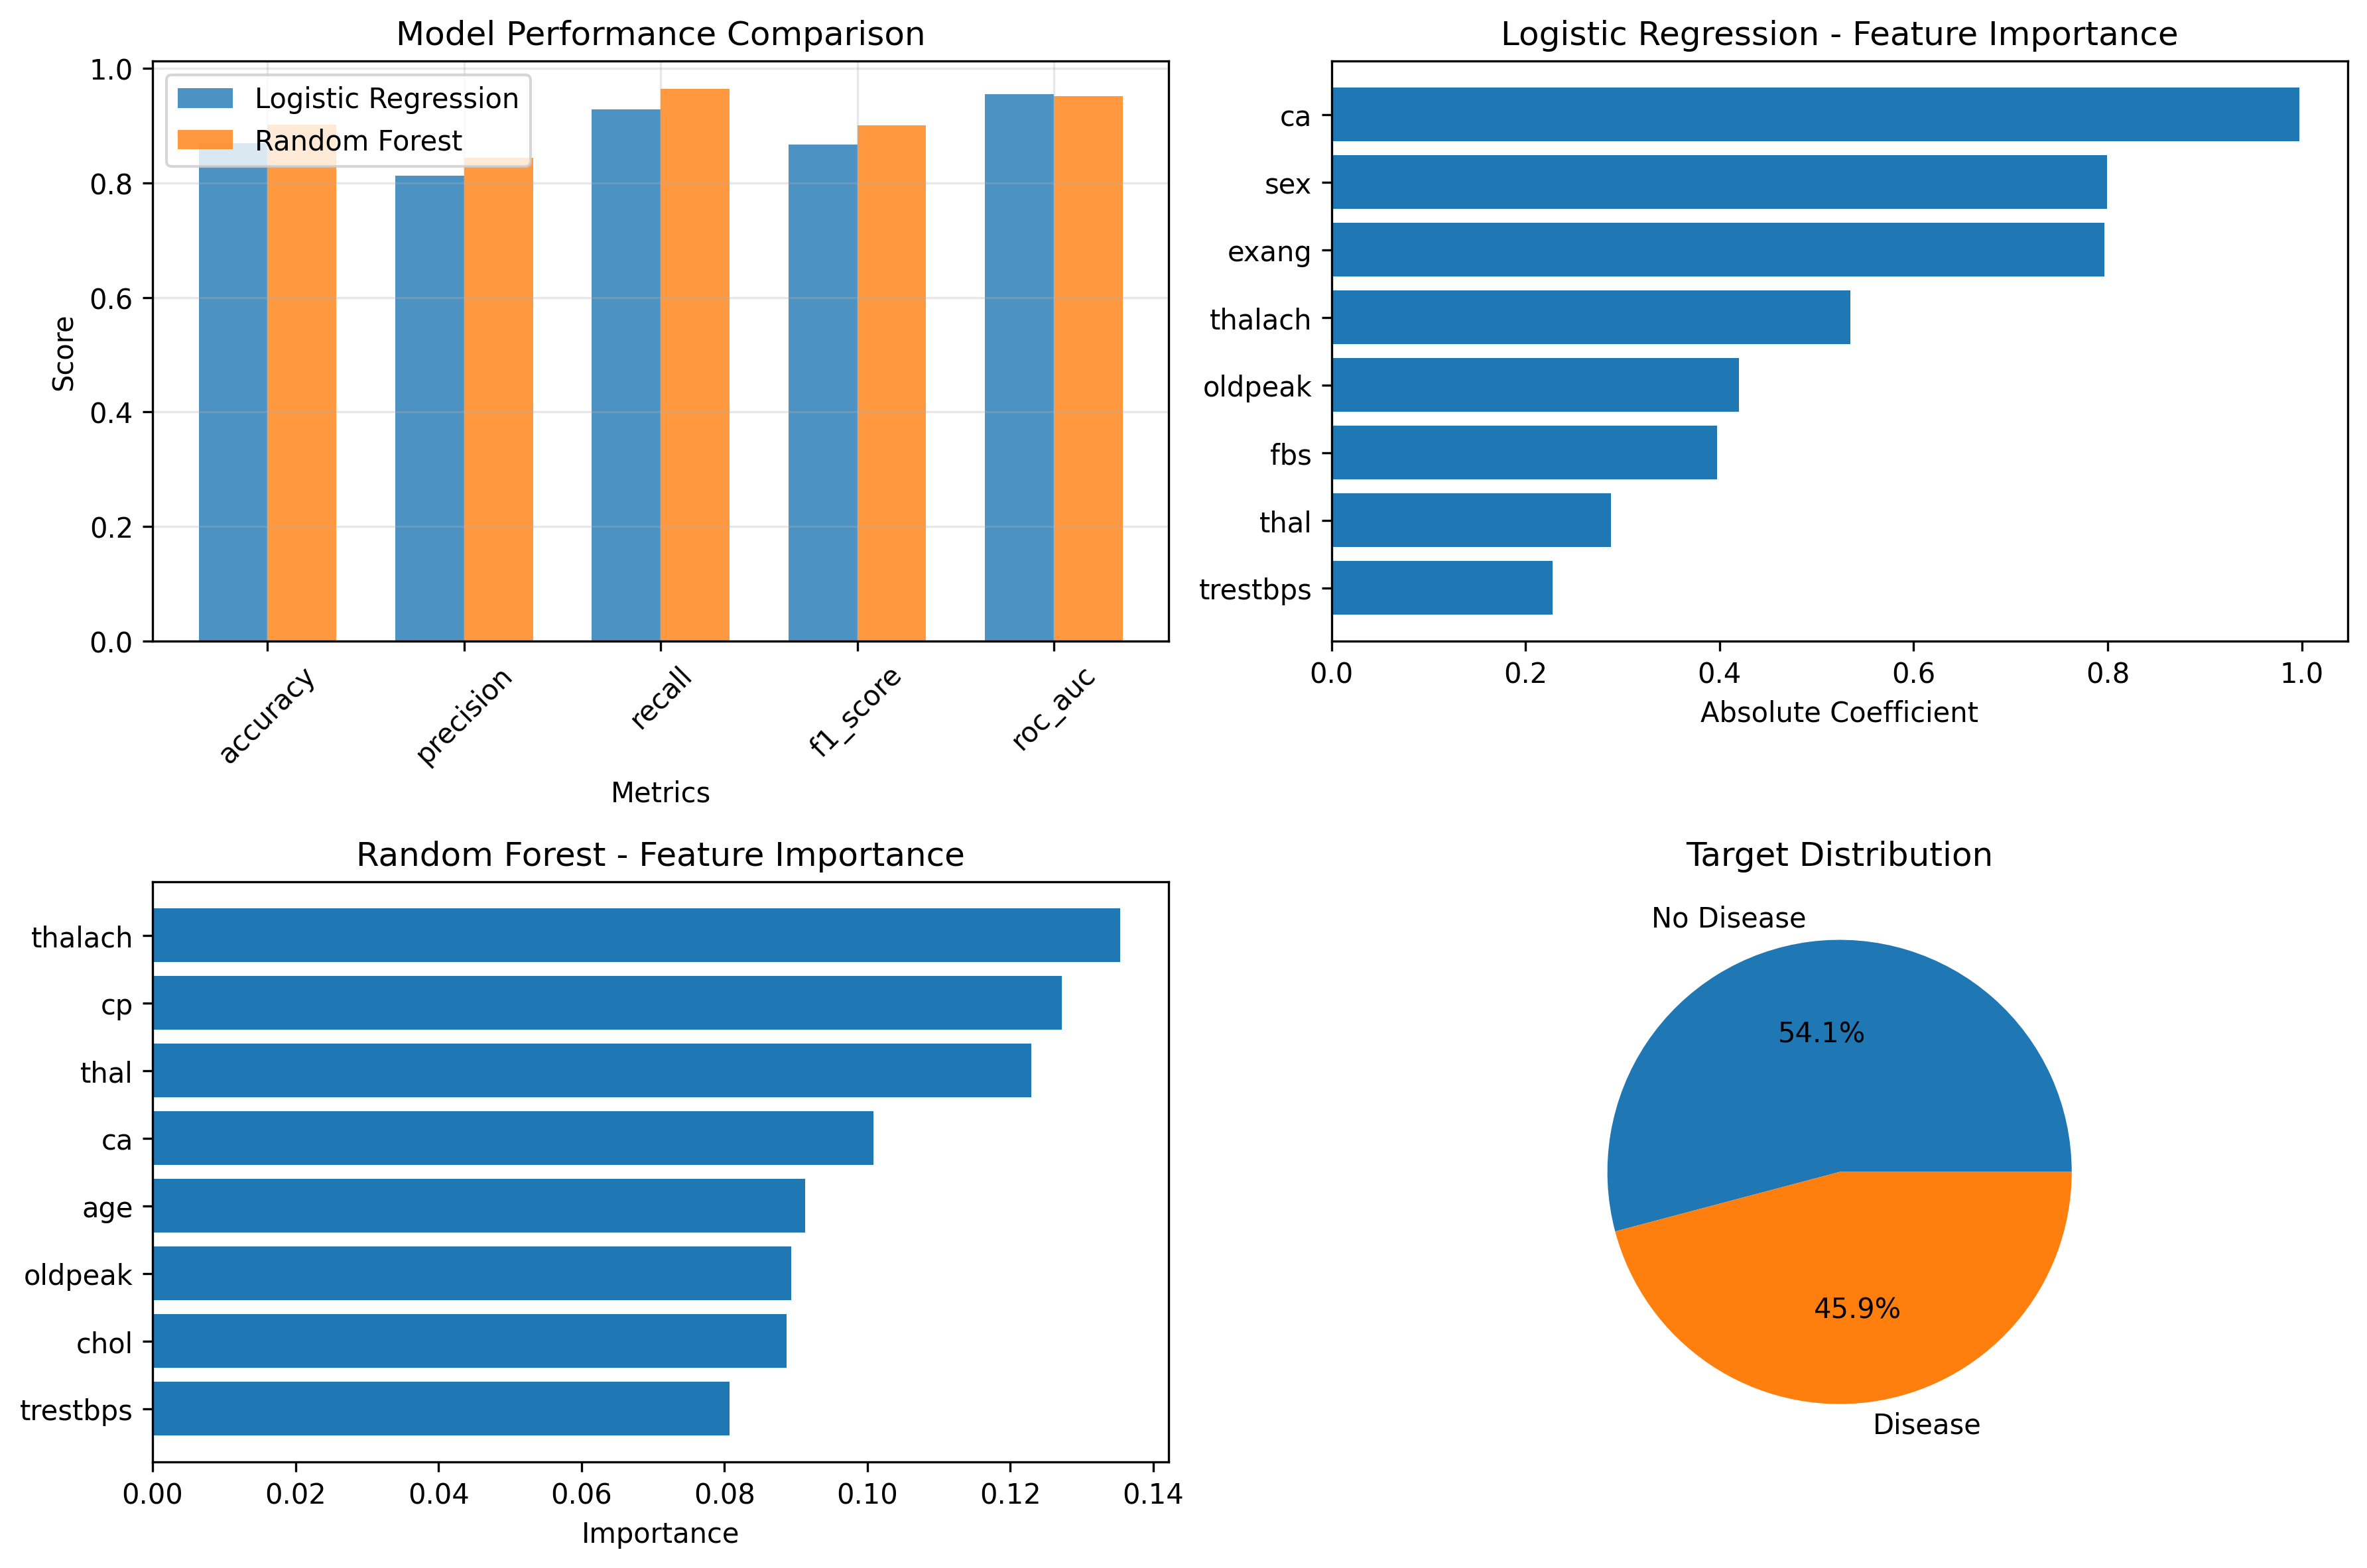 Model Performance Comparison
1.0
0.8
0.6
0.4
0.2
0.0
Score
Logistic Regression
Random Forest
accuracy
precision
recall
f1_score
roc_auc
Metrics
Logistic Regression - Feature Importance
ca
sex
exang
thalach
oldpeak
fbs
thal
trestbps
0.0 0.2 0.4 0.6 0.8 1.0
Absolute Coefficient
Random Forest - Feature Importance
thalach
cp
thal
ca
age
oldpeak
chol
trestbps
0.00 0.02 0.04 0.06 0.08 0.10 0.12 0.14
Importance
Target Distribution
No Disease
54.1%
45.9%
Disease